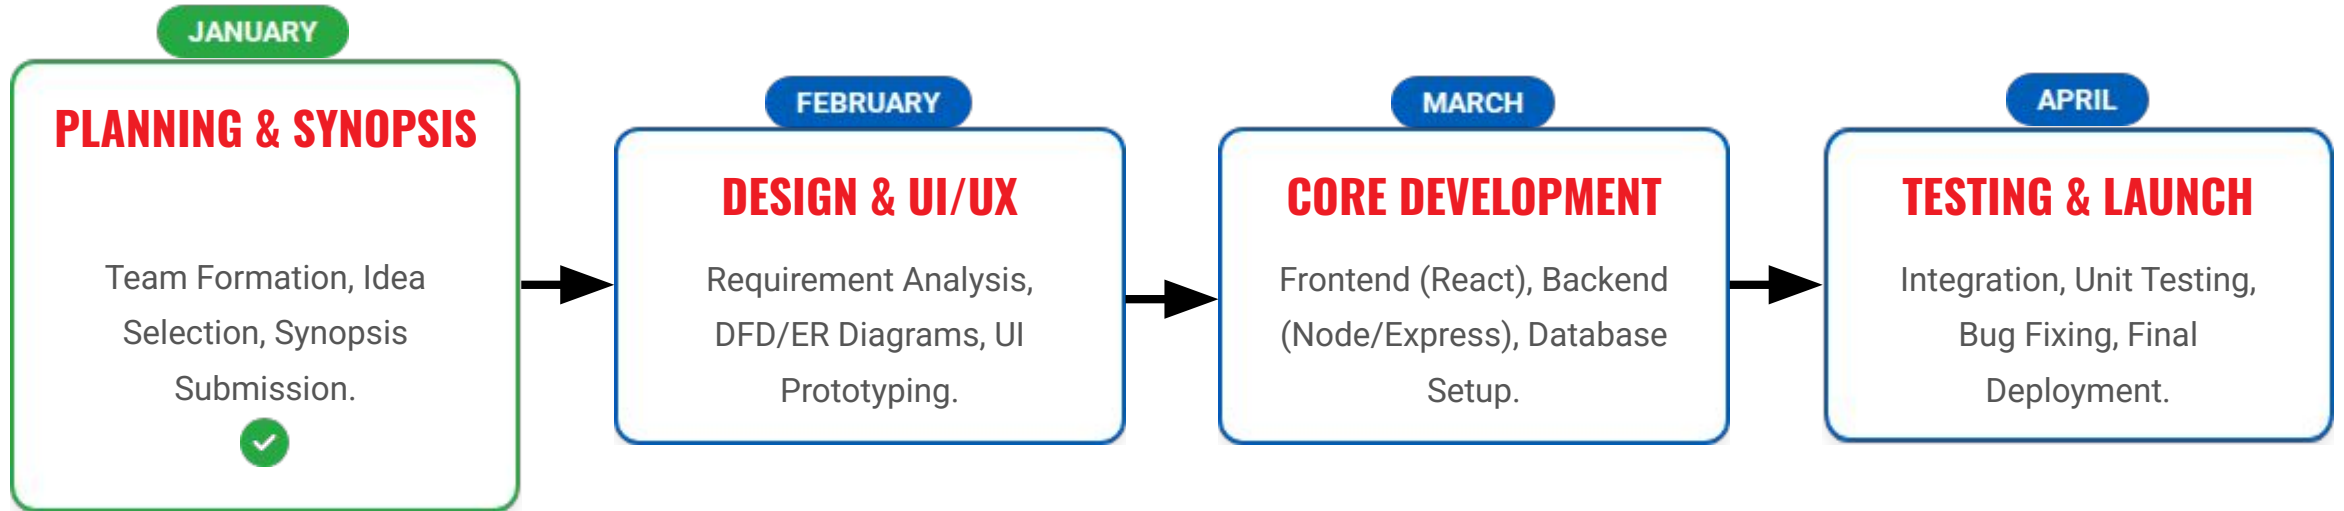 JANUARY
PLANNING & SYNOPSIS
Team Formation, Idea
Selection, Synopsis
Submission.
FEBRUARY
DESIGN & UI/UX
Requirement Analysis,
DFD/ER Diagrams, UI
Prototyping.
MARCH
CORE DEVELOPMENT
Frontend (React), Backend
(Node/Express), Database
Setup.
APRIL
TESTING & LAUNCH
Integration, Unit Testing,
Bug Fixing, Final
Deployment.